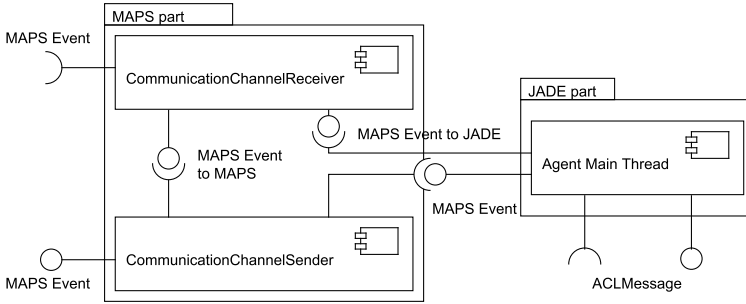 MAPS part
MAPS Event
CommunicationChannelReceiver
JADE part
MAPS Event to JADE
MAPS Event
to MAPS
Agent Main Thread
MAPS Event
CommunicationChannelSender
MAPS Event
ACLMessage